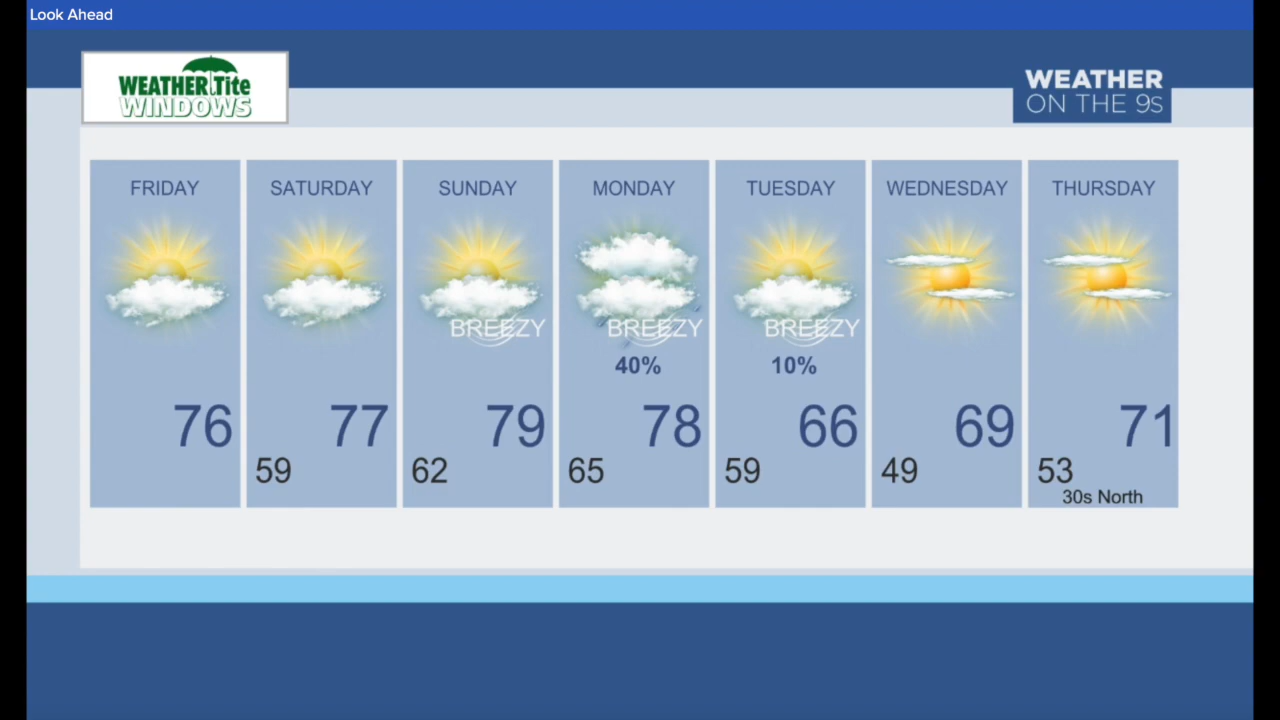 Look Ahead
WEATHER Tite
WINDOWS
WEATHER
ON THE 9s
FRIDAY
76
SATURDAY
77
59
SUNDAY
BREEZY
79
62
MONDAY
BREEZY
40%
78
65
TUESDAY
BREEZY
10%
66
59
WEDNESDAY
69
49
THURSDAY
71
53
30s North